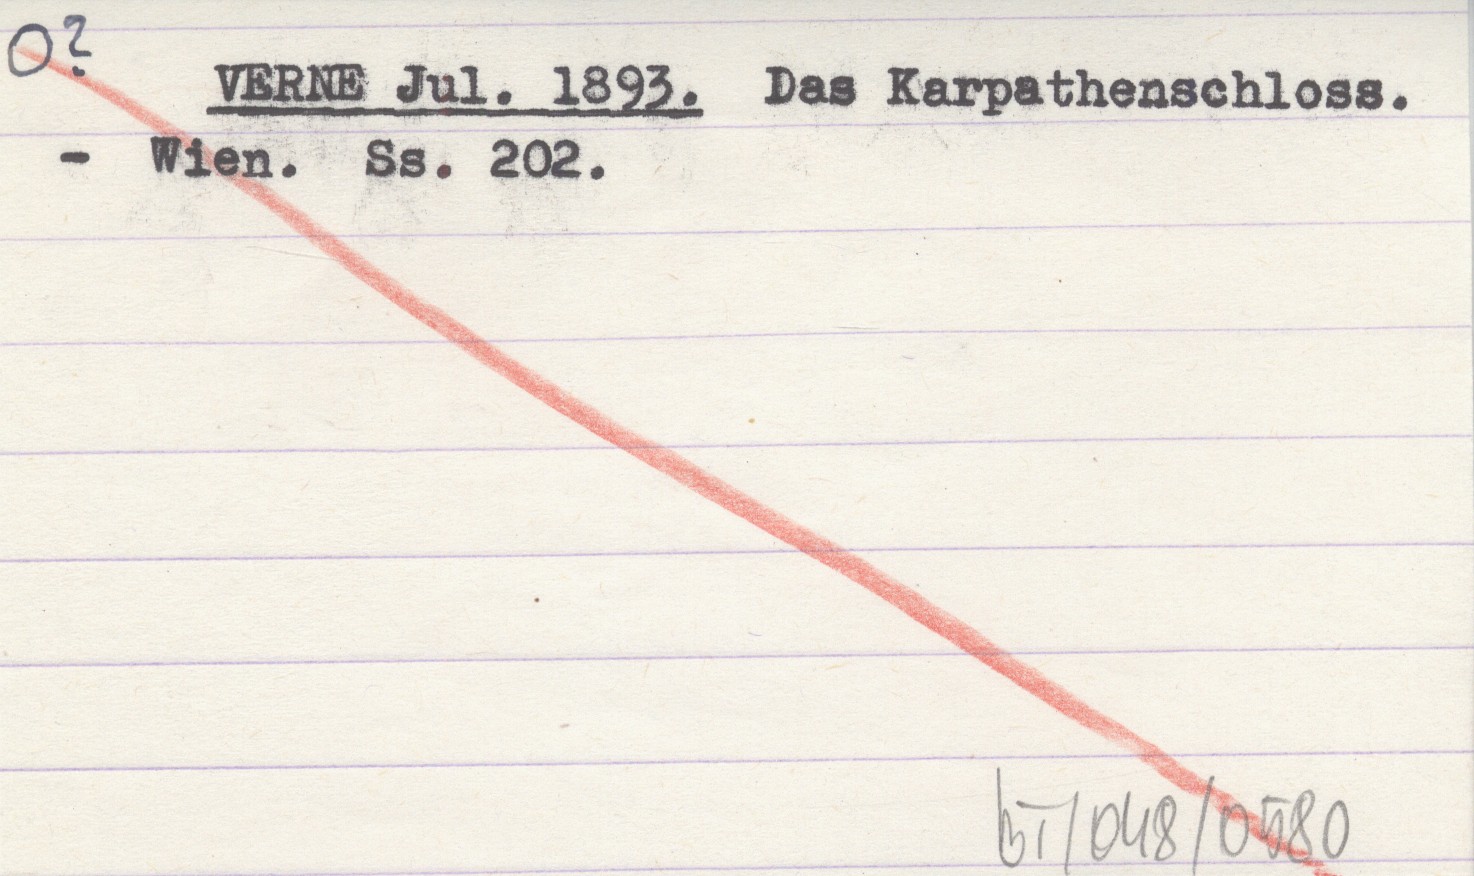 O?
VERNE Jul. 1893. Das Karpathenschloss.
- Wien. Ss. 202.
bT/048/0580